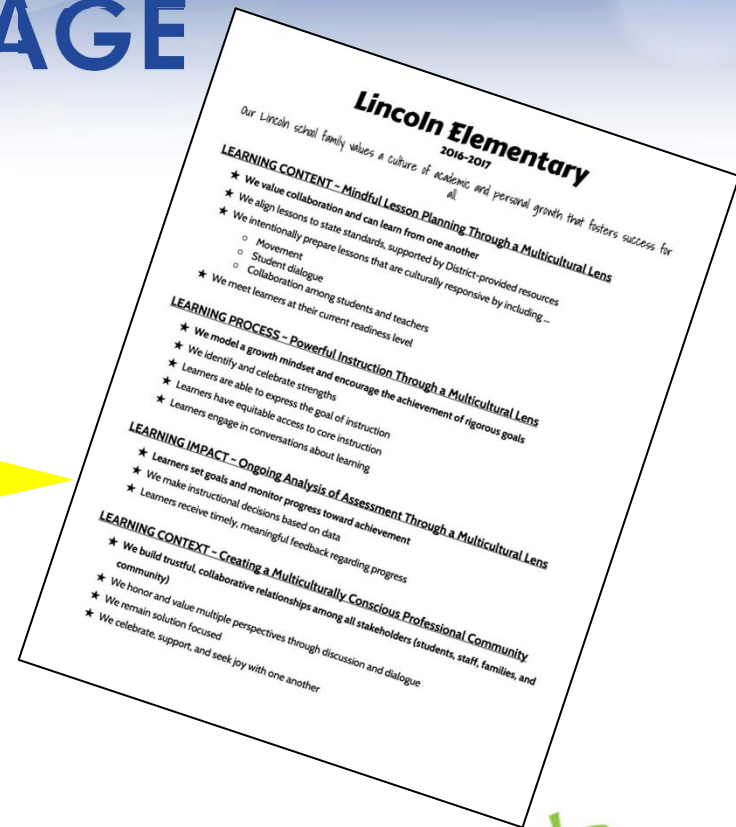 AGE
Lincoln Elementary
2016-2017
Our Lincoln school family values a culture of academic and personal growth that fosters success for
all.
LEARNING CONTENT – Mindful Lesson Planning Through a Multicultural Lens
★ We value collaboration and can learn from one another
★ We align lessons to state standards, supported by District-provided resources
★ We intentionally prepare lessons that are culturally responsive by including...
○ Movement
○ Student dialogue
○ Collaboration among students and teachers
★ We meet learners at their current readiness level
LEARNING PROCESS – Powerful Instruction Through a Multicultural Lens
★ We model a growth mindset and encourage the achievement of rigorous goals
★ We identify and celebrate strengths
★ Learners are able to express the goal of instruction
★ Learners have equitable access to core instruction
★ Learners engage in conversations about learning
LEARNING IMPACT – Ongoing Analysis of Assessment Through a Multicultural Lens
★ Learners set goals and monitor progress toward achievement
★ We make instructional decisions based on data
★ Learners receive timely, meaningful feedback regarding progress
LEARNING CONTEXT – Creating a Multiculturally Conscious Professional Community
★ We build trustful, collaborative relationships among all stakeholders (students, staff, families, and
community)
★ We honor and value multiple perspectives through discussion and dialogue
★ We remain solution focused
★ We celebrate, support, and seek joy with one another